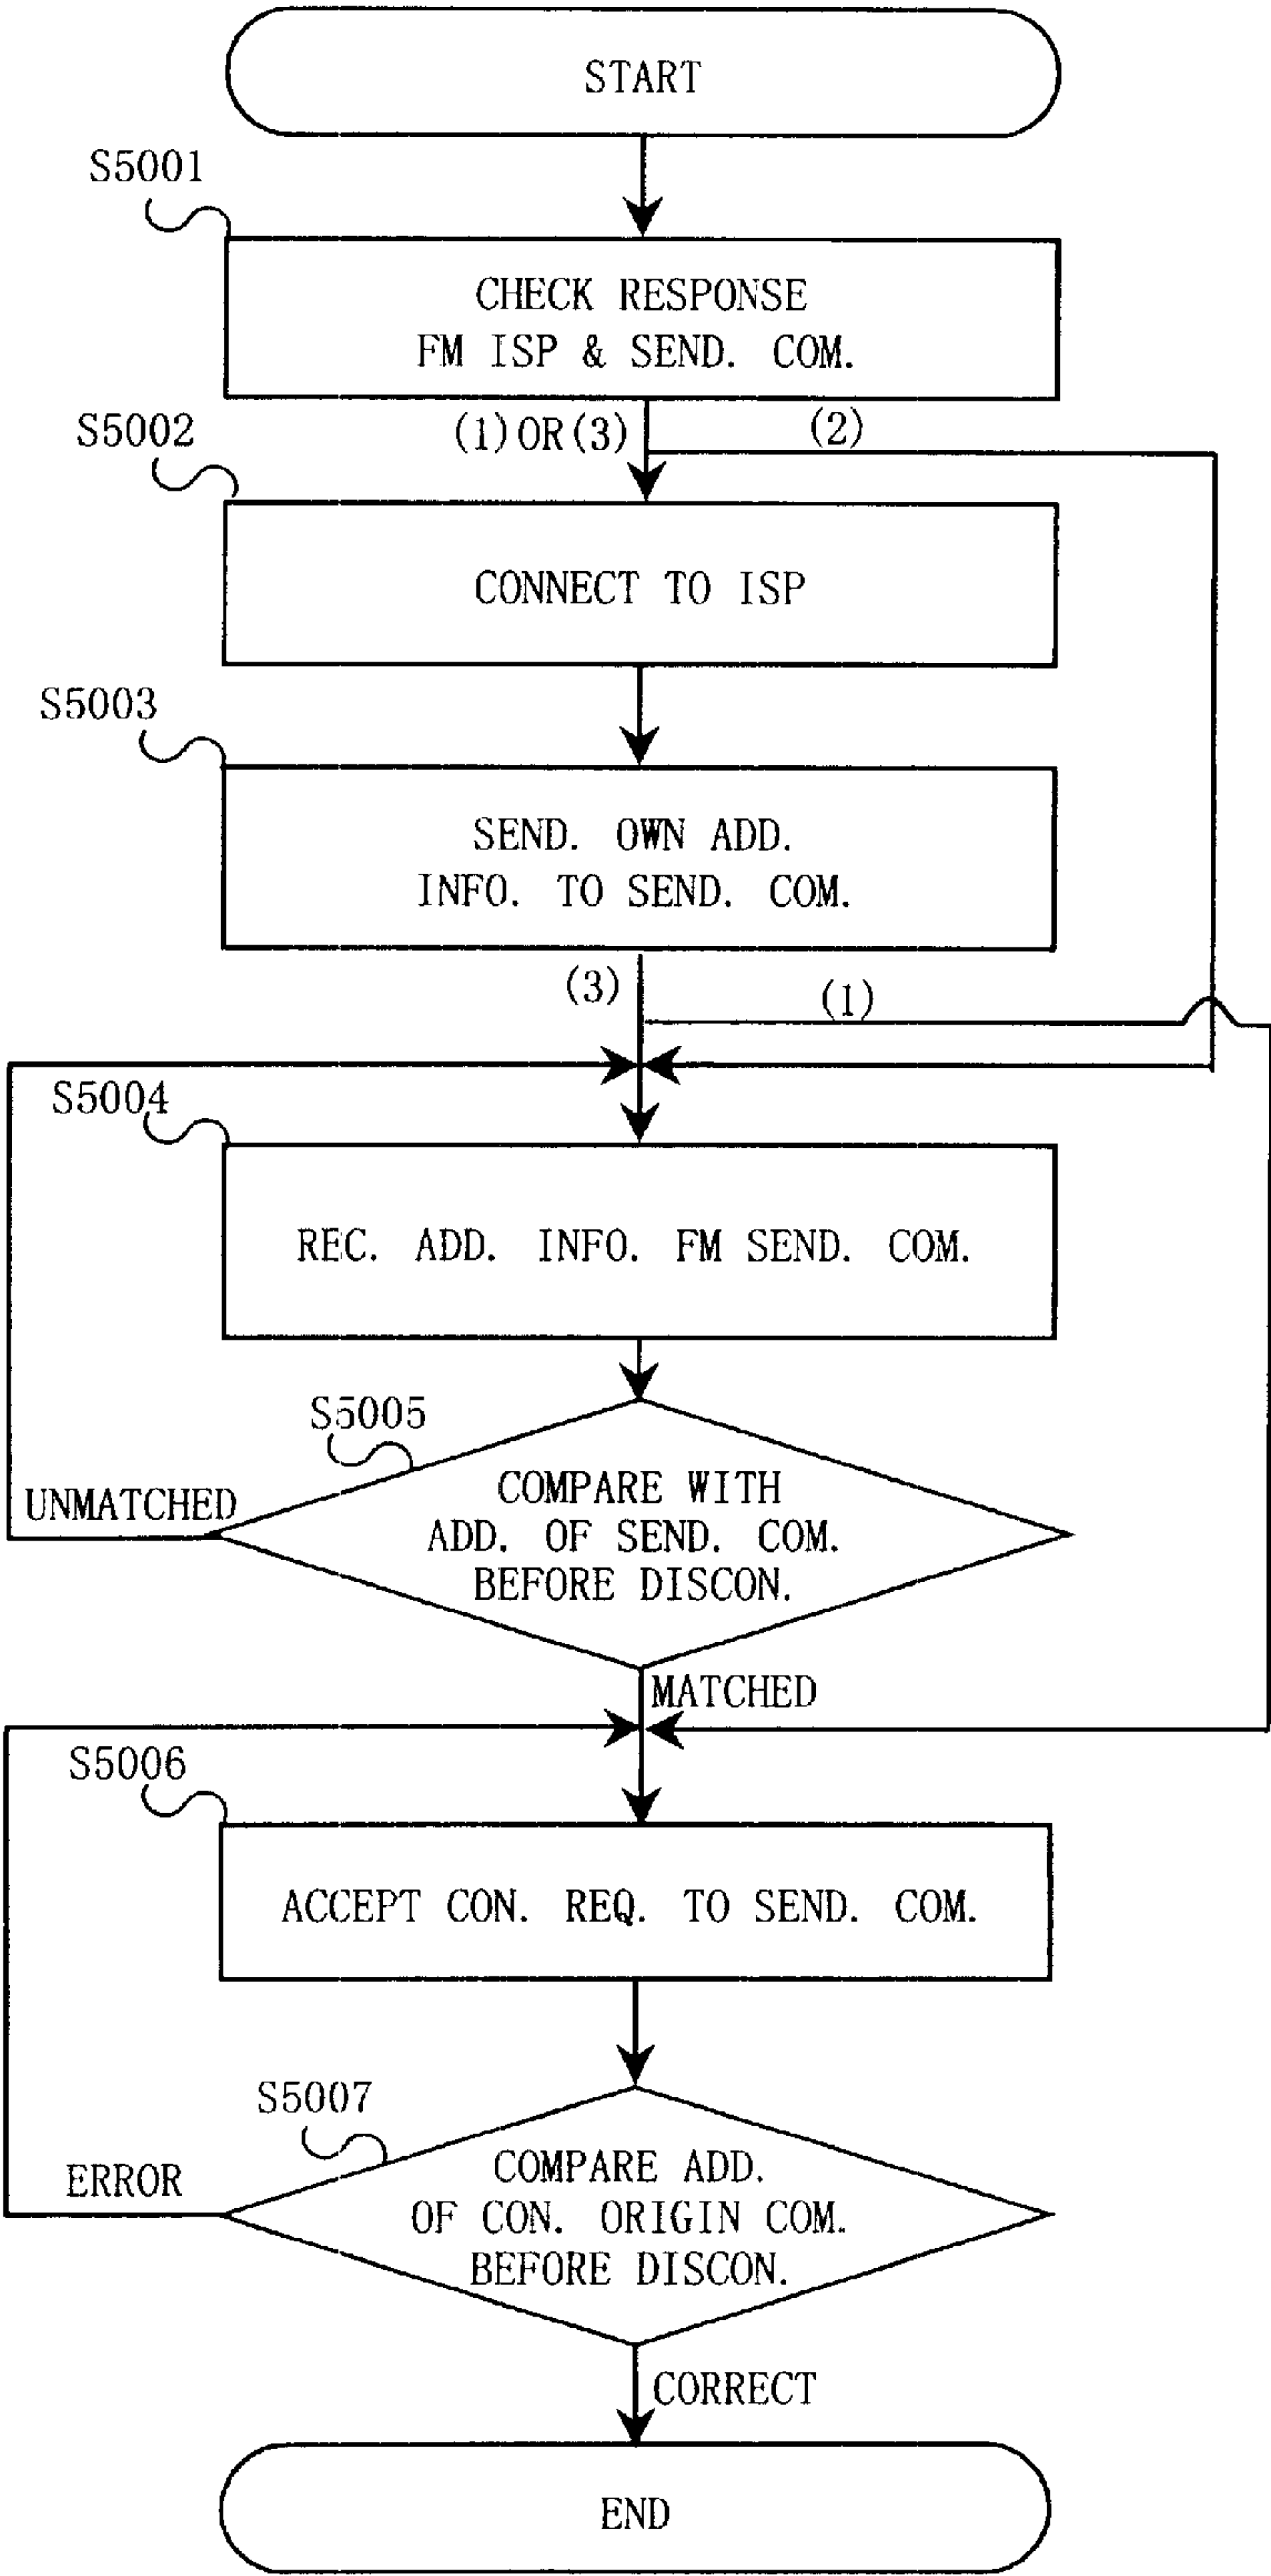 START
S5001
CHECK RESPONSE
FM ISP & SEND. COM.
(1)OR(3)
(2)
S5002
CONNECT TO ISP
S5003
SEND. OWN ADD.
INFO. TO SEND. COM.
(3)
(1)
S5004
REC. ADD. INFO. FM SEND. COM.
S5005
UNMATCHED
COMPARE WITH
ADD. OF SEND. COM.
BEFORE DISCON.
MATCHED
S5006
ACCEPT CON. REQ. TO SEND. COM.
S5007
ERROR
COMPARE ADD.
OF CON. ORIGIN COM.
BEFORE DISCON.
CORRECT
END